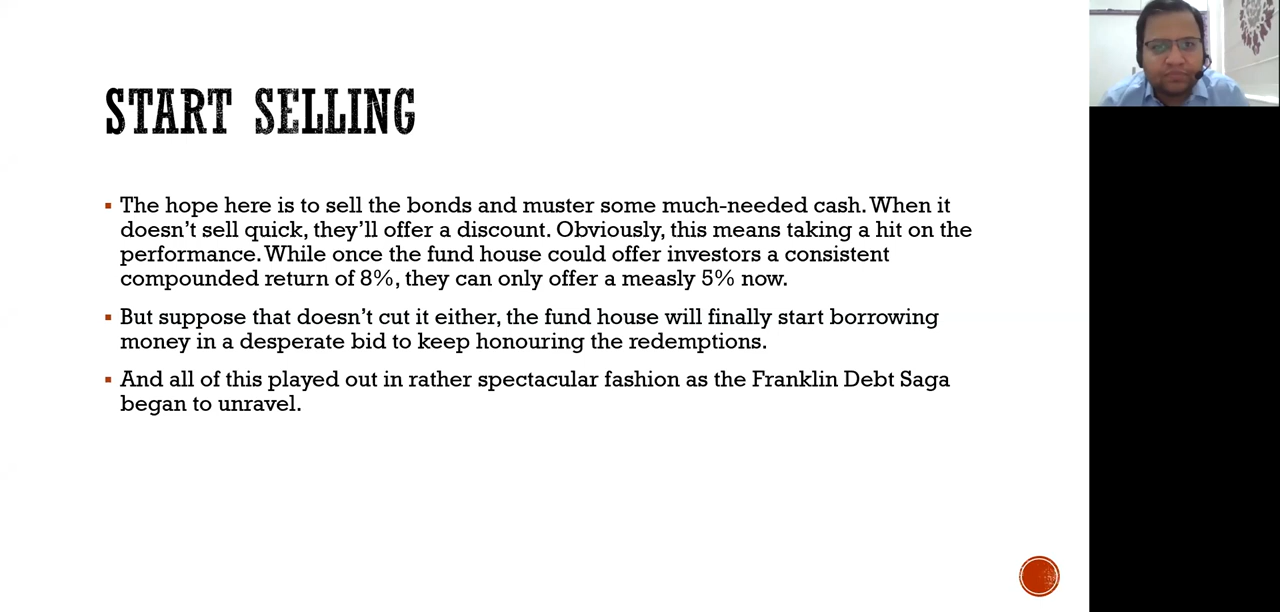 START SELLING
The hope here is to sell the bonds and muster some much-needed cash. When it
doesn't sell quick, they'll offer a discount. Obviously, this means taking a hit on the
performance. While once the fund house could offer investors a consistent
compounded return of 8%, they can only offer a measly 5% now.
But suppose that doesn't cut it either, the fund house will finally start borrowing
money in a desperate bid to keep honouring the redemptions.
And all of this played out in rather spectacular fashion as the Franklin Debt Saga
began to unravel.